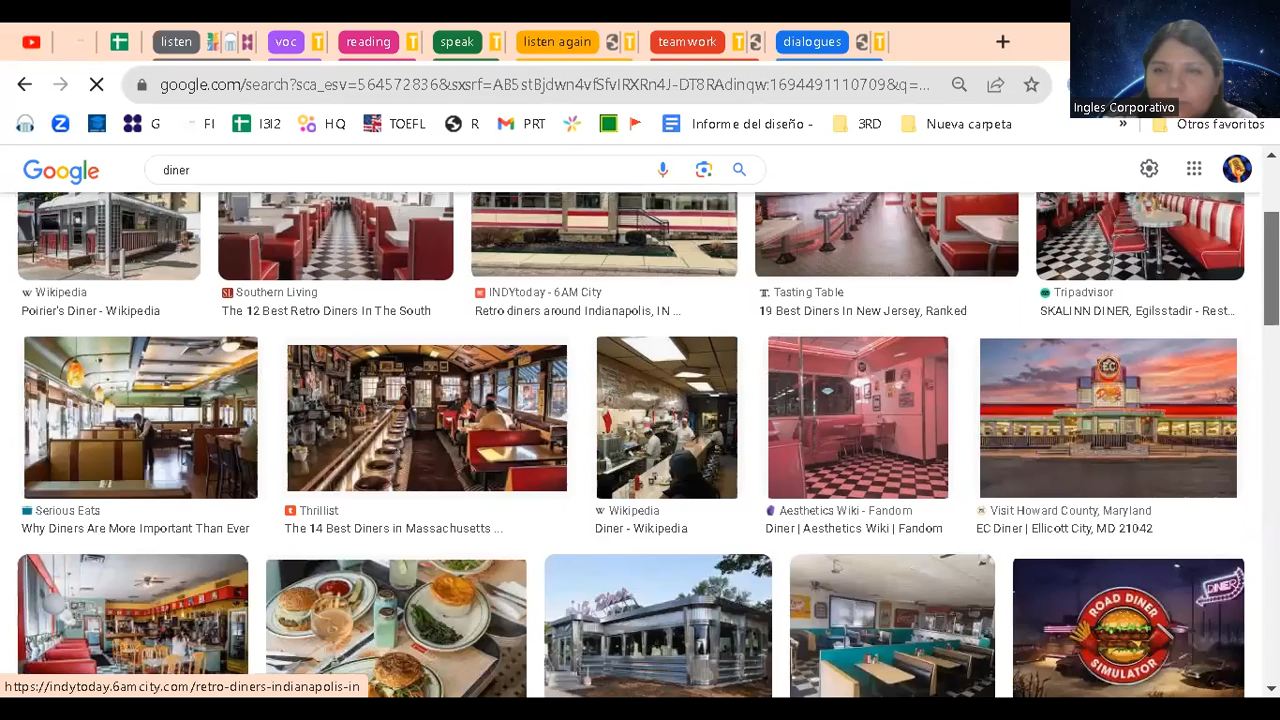 listen
voc
reading
speak
listen again
teamwork
dialogues
google.com/search?sca_esv=564572836&sxsrf=AB5stBjdwn4vfSfvIRXRn4J-DT8RAdinqw:1694491110709&q=...
Ingles Corporativo
G
FI
I3I2
HQ
TOEFL
R
PRT
Informe del diseño -
3RD
Nueva carpeta
»
Otros favoritos
Google
diner
Wikipedia
Poirier's Diner - Wikipedia
Southern Living
The 12 Best Retro Diners In The South
INDYtoday - 6AM City
Retro diners around Indianapolis, IN ...
Tasting Table
19 Best Diners In New Jersey, Ranked
Tripadvisor
SKALINN DINER, Egilsstadir - Rest...
EC
Serious Eats
Why Diners Are More Important Than Ever
Thrillist
The 14 Best Diners in Massachusetts ...
Wikipedia
Diner - Wikipedia
Aesthetics Wiki - Fandom
Diner | Aesthetics Wiki | Fandom
Visit Howard County, Maryland
EC Diner | Ellicott City, MD 21042
DINER
ROAD DINER
SIMULATOR
https://indytoday.6amcity.com/retro-diners-indianapolis-in